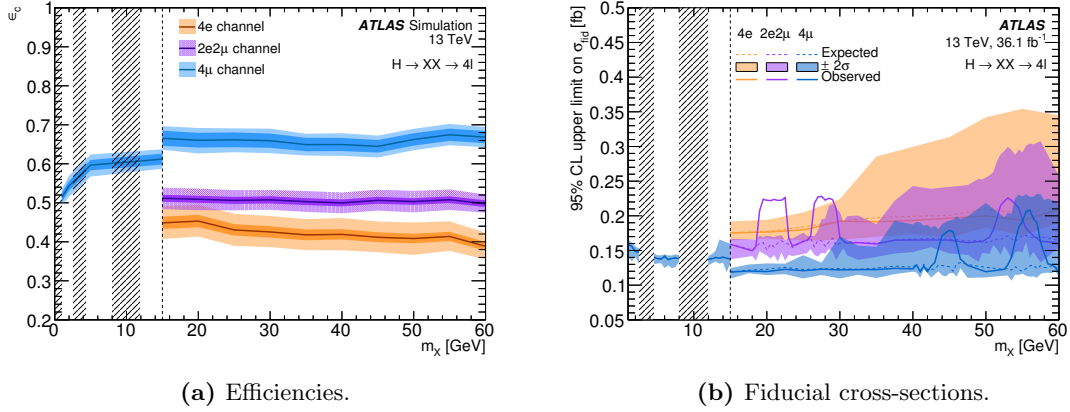 ε_c
1
0.9
0.8
0.7
0.6
0.5
0.4
0.3
0.2
0
10
20
30
40
50
60
m_X [GeV]
4e channel
2e2μ channel
4μ channel
ATLAS Simulation
13 TeV
H → XX → 4l
(a) Efficiencies.
95% CL upper limit on σ_fid [fb]
0.5
0.45
0.4
0.35
0.3
0.25
0.2
0.15
0.1
0.05
10
20
30
40
50
60
m_X [GeV]
4e 2e2μ 4μ
Expected
± 2σ
Observed
ATLAS
13 TeV, 36.1 fb⁻¹
H → XX → 4l
(b) Fiducial cross-sections.